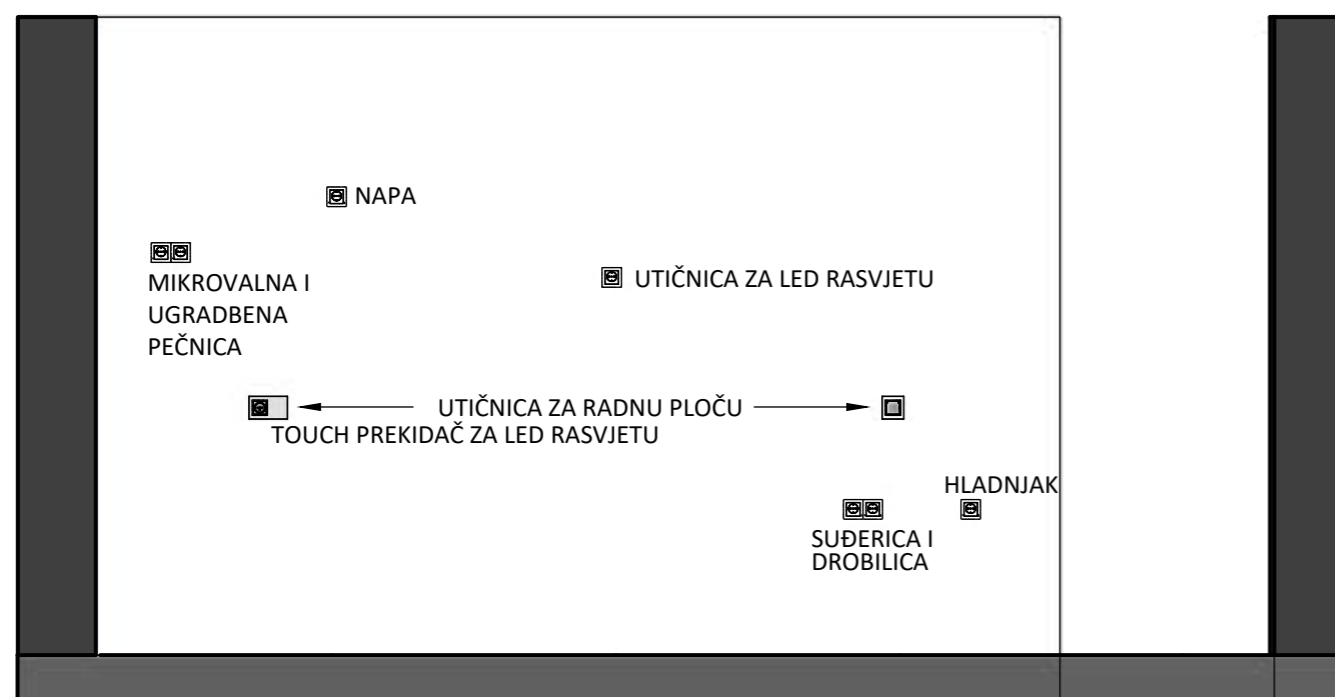 NAPA
MIKROVALNA I
UGRADBENA
PEČNICA
UTIČNICA ZA LED RASVJETU
UTIČNICA ZA RADNU PLOČU
TOUCH PREKIDAČ ZA LED RASVJETU
HLADNJAK
SUĐERICA I
DROBILICA